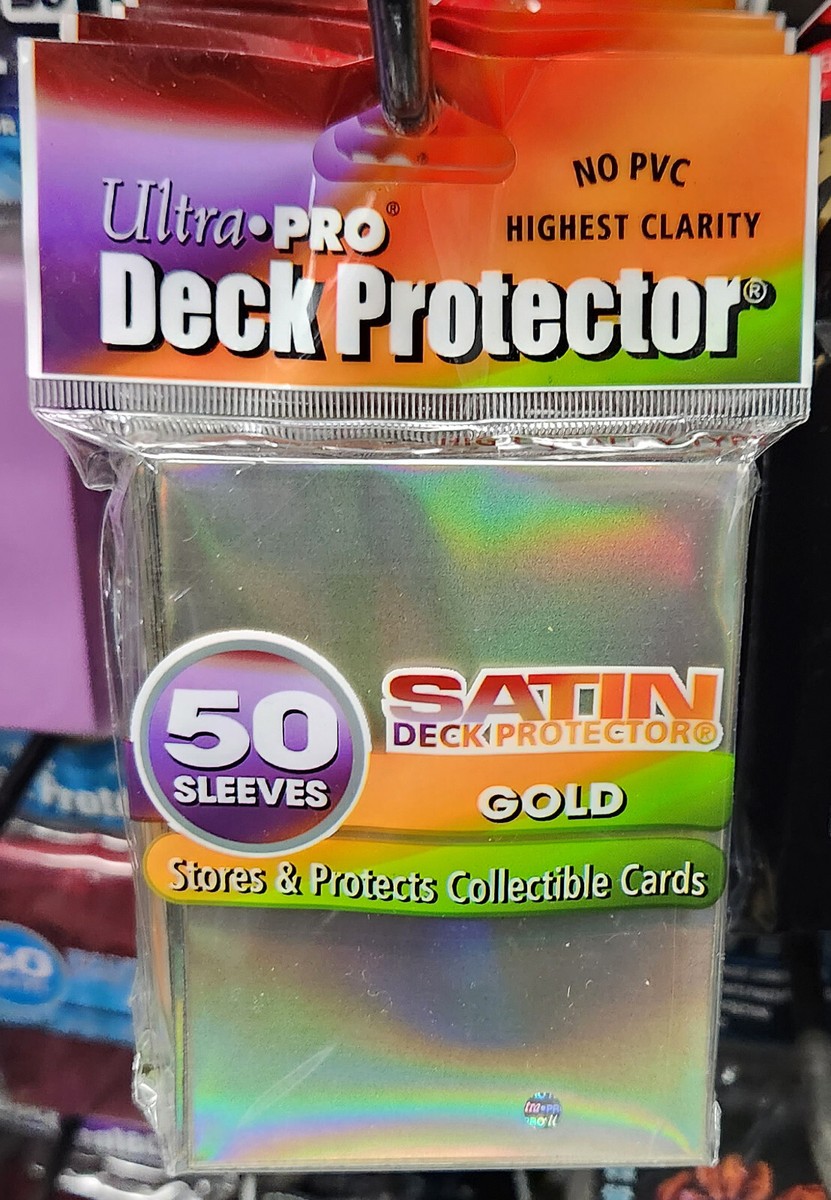 NO PVC
Ultra•PRO®
HIGHEST CLARITY
Deck Protector®
50
SLEEVES
SATIN
DECK PROTECTOR®
GOLD
Stores & Protects Collectible Cards